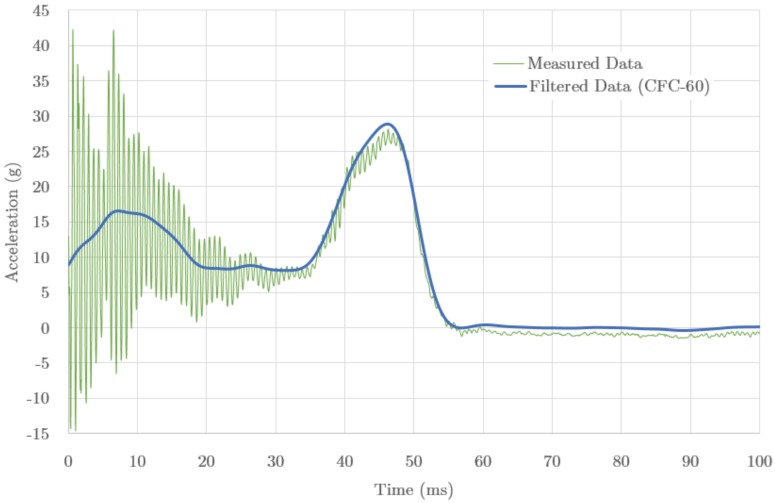 45
40
35
30
25
20
15
10
5
0
-5
-10
-15
Acceleration (g)
Measured Data
Filtered Data (CFC-60)
0 10 20 30 40 50 60 70 80 90 100
Time (ms)